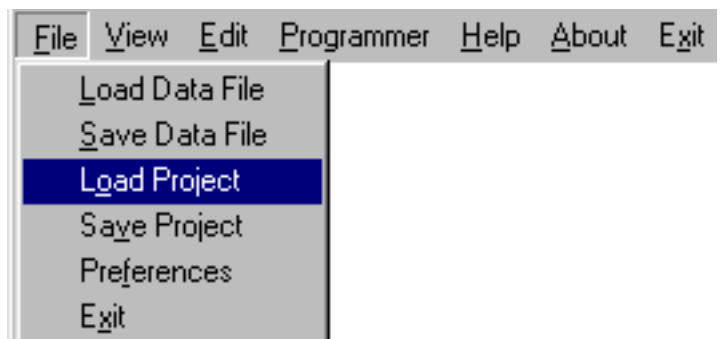 File View Edit Programmer Help About Exit
Load Data File
Save Data File
Load Project
Save Project
Preferences
Exit